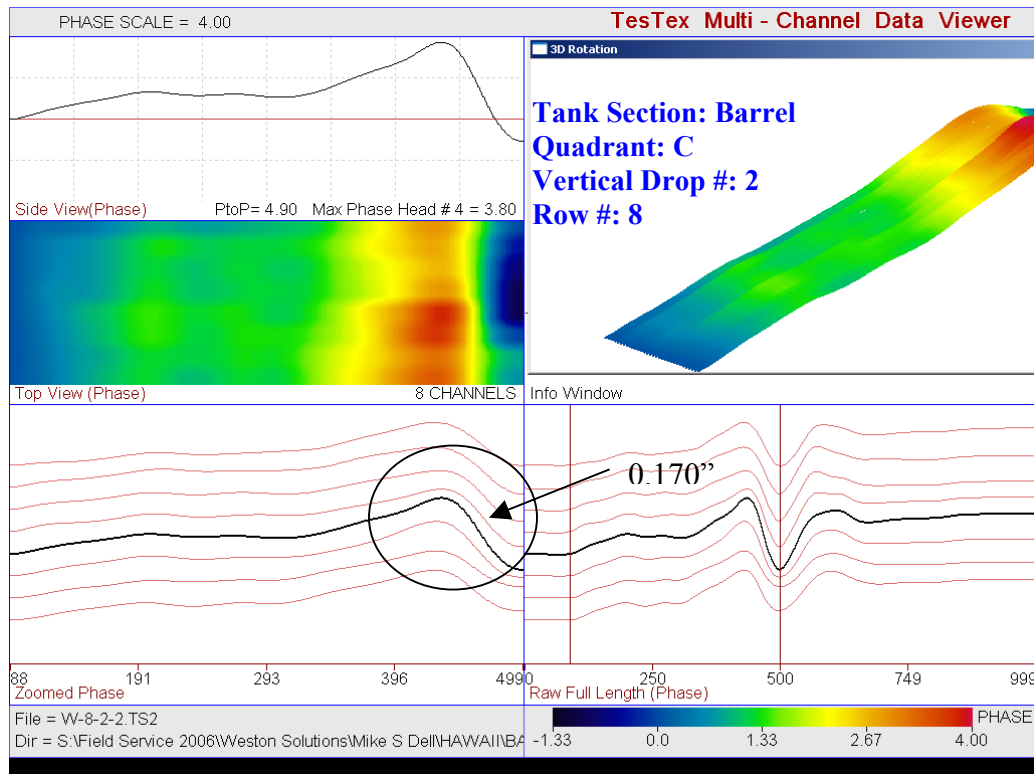 PHASE SCALE = 4.00
TesTex Multi - Channel Data Viewer
Side View(Phase)
PtoP= 4.90 Max Phase Head # 4 = 3.80
3D Rotation
Tank Section: Barrel
Quadrant: C
Vertical Drop #: 2
Row #: 8
Top View (Phase)
8 CHANNELS
Info Window
0.170”
88 191 293 396 499
Zoomed Phase
0 250 500 749 999
Raw Full Length (Phase)
File = W-8-2-2.TS2
Dir = S:\Field Service 2006\Weston Solutions\Mike S Dell\HAWAII\BA
PHASE
-1.33 0.0 1.33 2.67 4.00